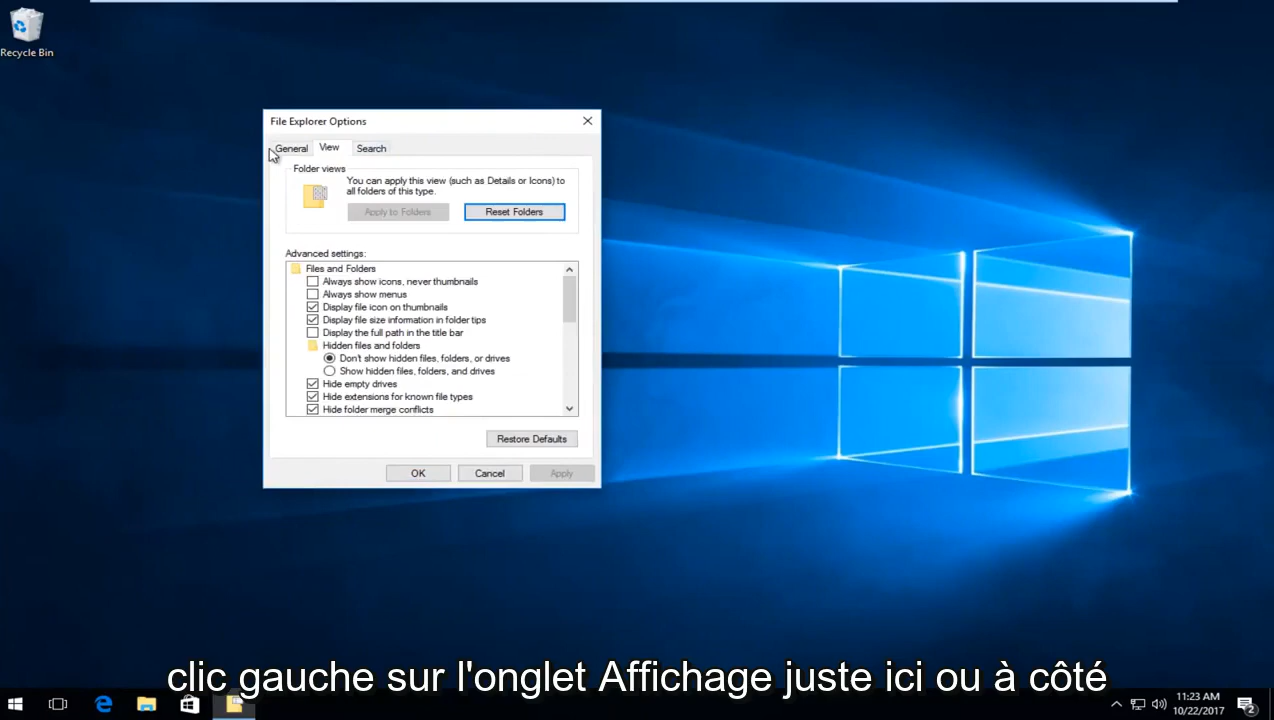 Recycle Bin
File Explorer Options
General View Search
Folder views
You can apply this view (such as Details or Icons) to
all folders of this type.
Apply to Folders Reset Folders
Advanced settings:
Files and Folders
Always show icons, never thumbnails
Always show menus
Display file icon on thumbnails
Display file size information in folder tips
Display the full path in the title bar
Hidden files and folders
Don't show hidden files, folders, or drives
Show hidden files, folders, and drives
Hide empty drives
Hide extensions for known file types
Hide folder merge conflicts
Restore Defaults
OK Cancel Apply
clic gauche sur l'onglet Affichage juste ici ou à côté
11:23 AM
10/22/2017
2